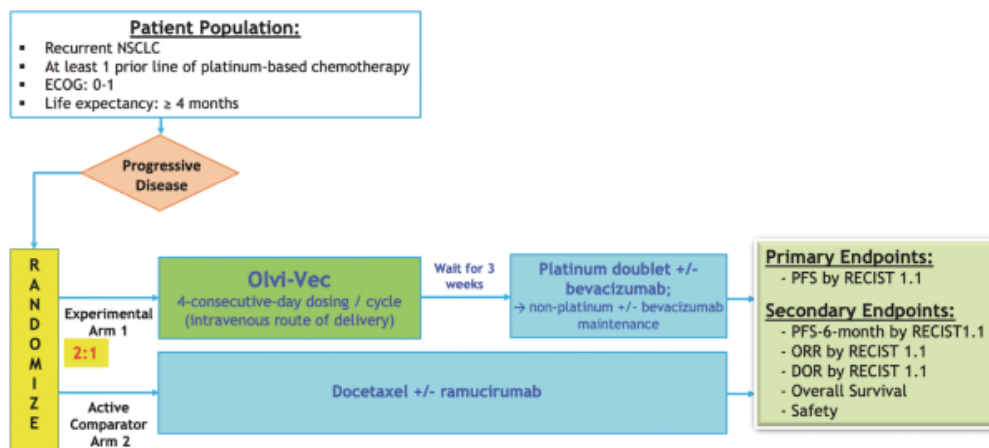 Patient Population:
▪ Recurrent NSCLC
▪ At least 1 prior line of platinum-based chemotherapy
▪ ECOG: 0-1
▪ Life expectancy: ≥ 4 months
Progressive
Disease
R
A
N
D
O
M
I
Z
E
Experimental
Arm 1
2:1
Active
Comparator
Arm 2
Olvi-Vec
4-consecutive-day dosing / cycle
(intravenous route of delivery)
Wait for 3
weeks
Platinum doublet +/-
bevacizumab;
→ non-platinum +/- bevacizumab
maintenance
Docetaxel +/- ramucirumab
Primary Endpoints:
- PFS by RECIST 1.1
Secondary Endpoints:
- PFS-6-month by RECIST1.1
- ORR by RECIST 1.1
- DOR by RECIST 1.1
- Overall Survival
- Safety